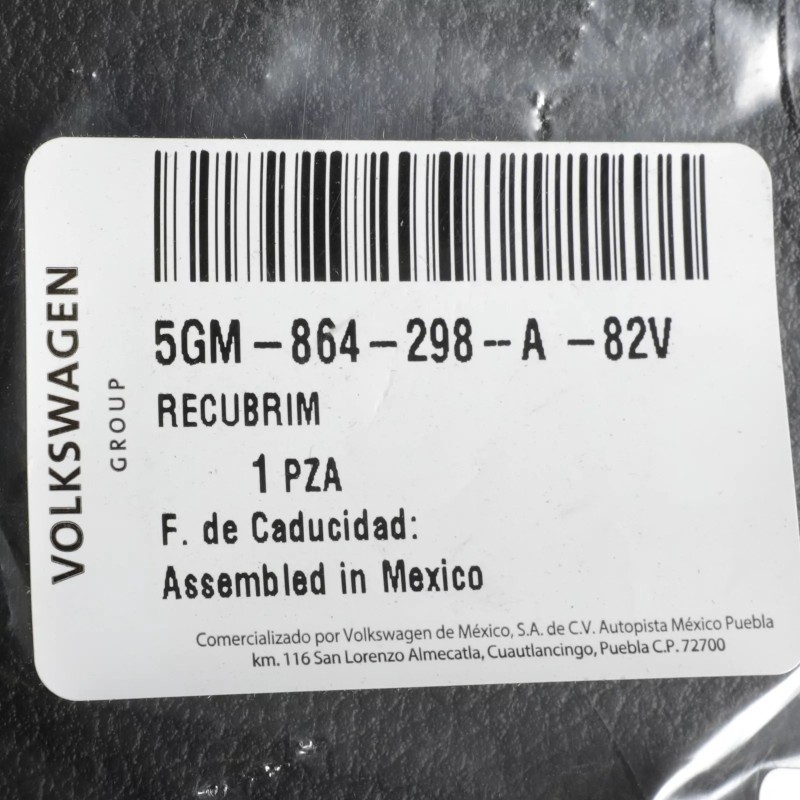 VOLKSWAGEN
GROUP
5GM-864-298--A -82V
RECUBRIM
1 PZA
F. de Caducidad:
Assembled in Mexico
Comercializado por Volkswagen de México, S.A. de C.V. Autopista México Puebla
km. 116 San Lorenzo Almecatla, Cuautlancingo, Puebla C.P. 72700